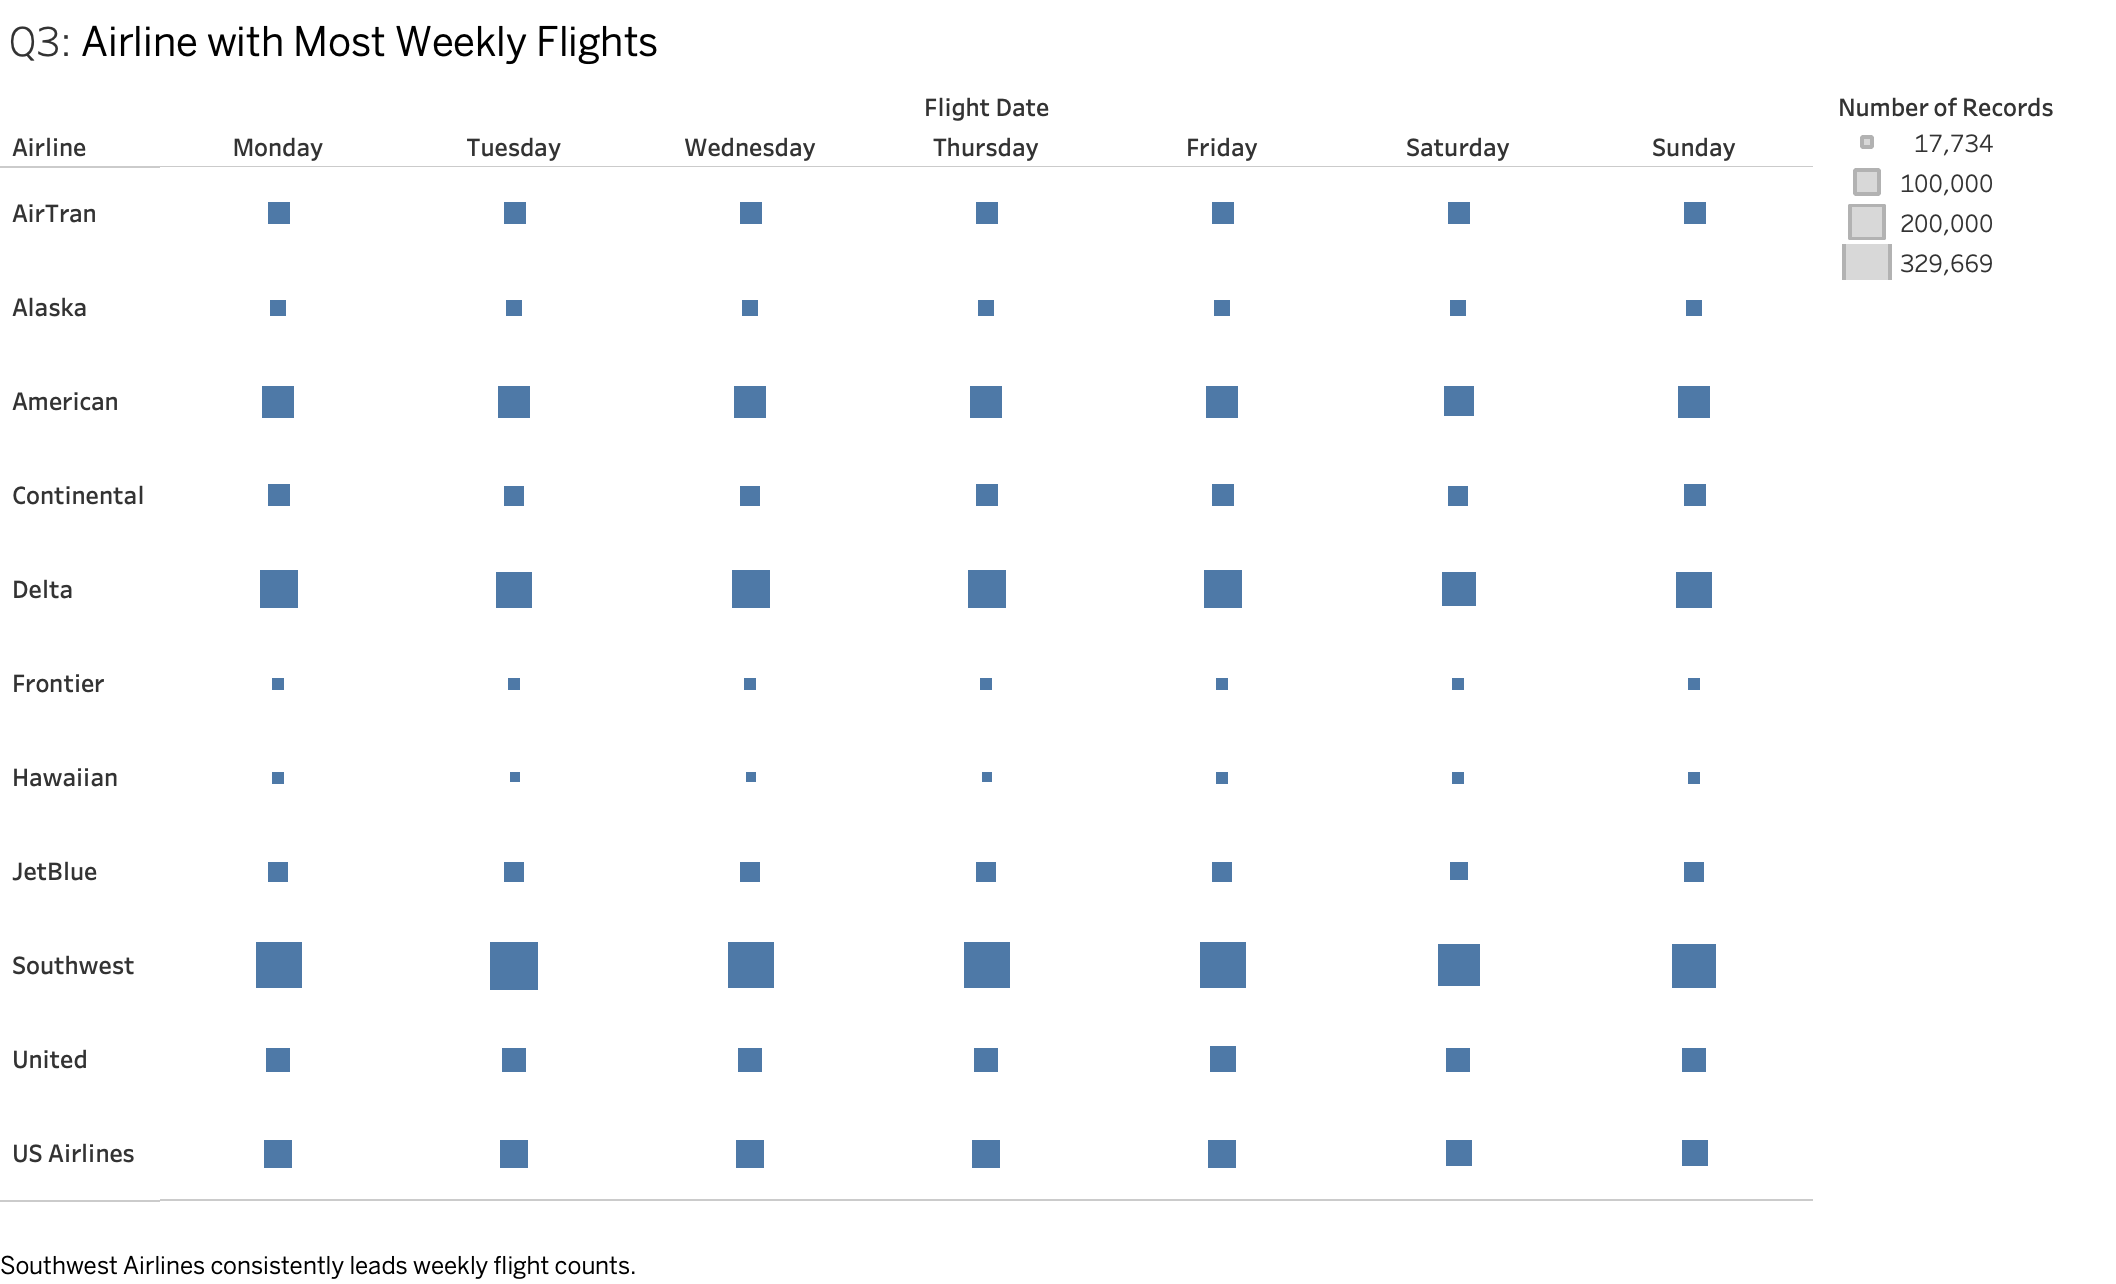 Q3: Airline with Most Weekly Flights
Flight Date
Number of Records
Airline Monday Tuesday Wednesday Thursday Friday Saturday Sunday
17,734
100,000
200,000
329,669
AirTran
Alaska
American
Continental
Delta
Frontier
Hawaiian
JetBlue
Southwest
United
US Airlines
Southwest Airlines consistently leads weekly flight counts.